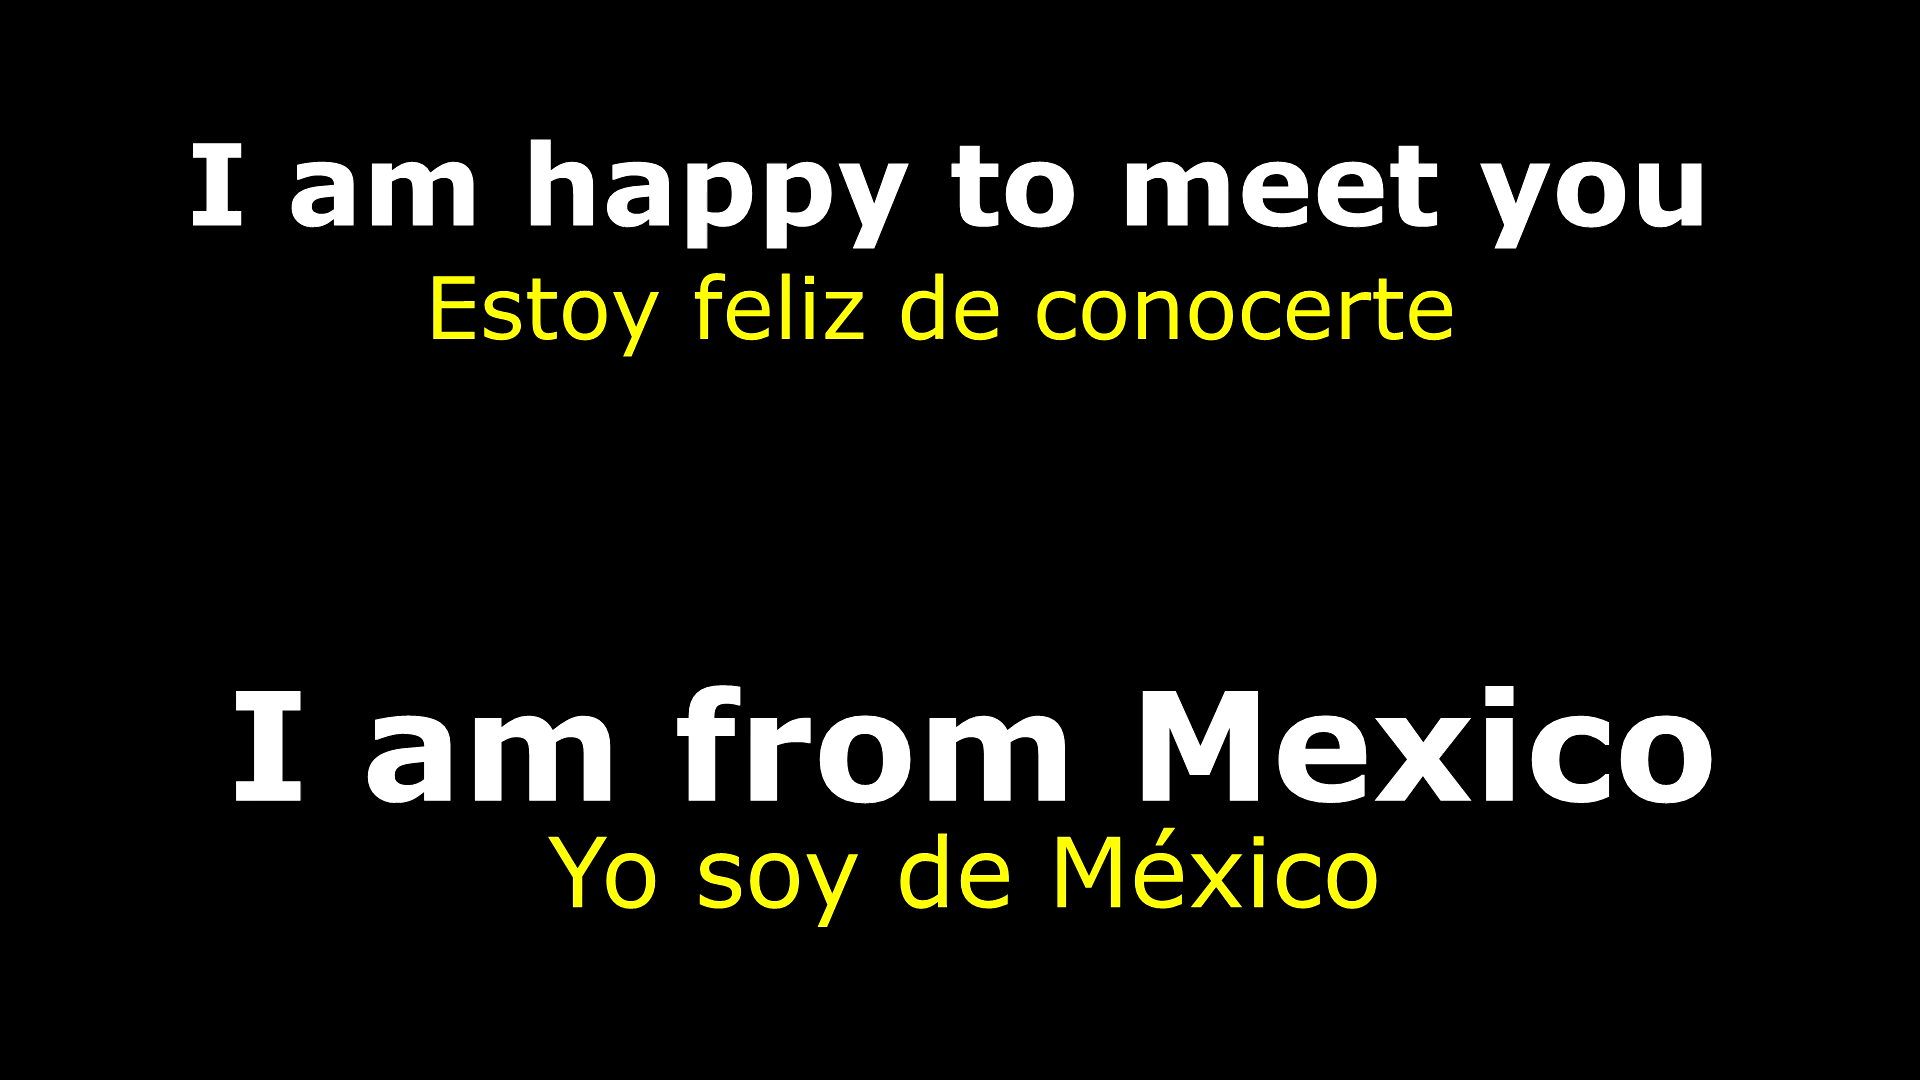 I am happy to meet you
Estoy feliz de conocerte
I am from Mexico
Yo soy de México